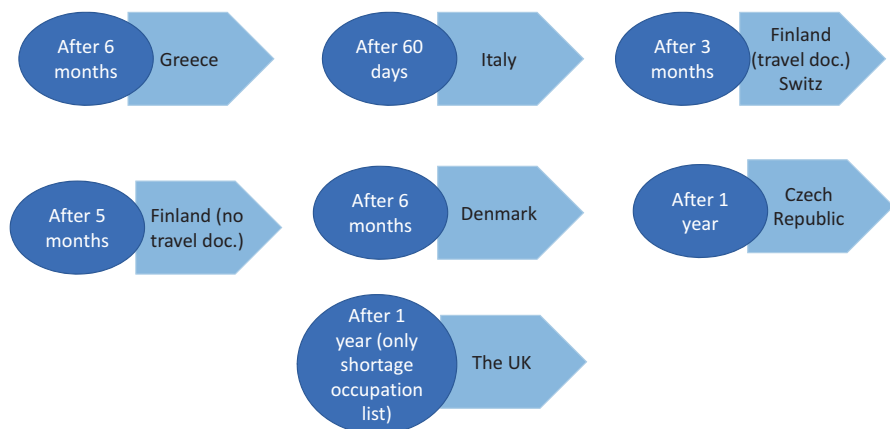 After 6
months
Greece
After 60
days
Italy
After 3
months
Finland
(travel doc.)
Switz
After 5
months
Finland (no
travel doc.)
After 6
months
Denmark
After 1
year
Czech
Republic
After 1
year (only
shortage
occupation
list)
The UK